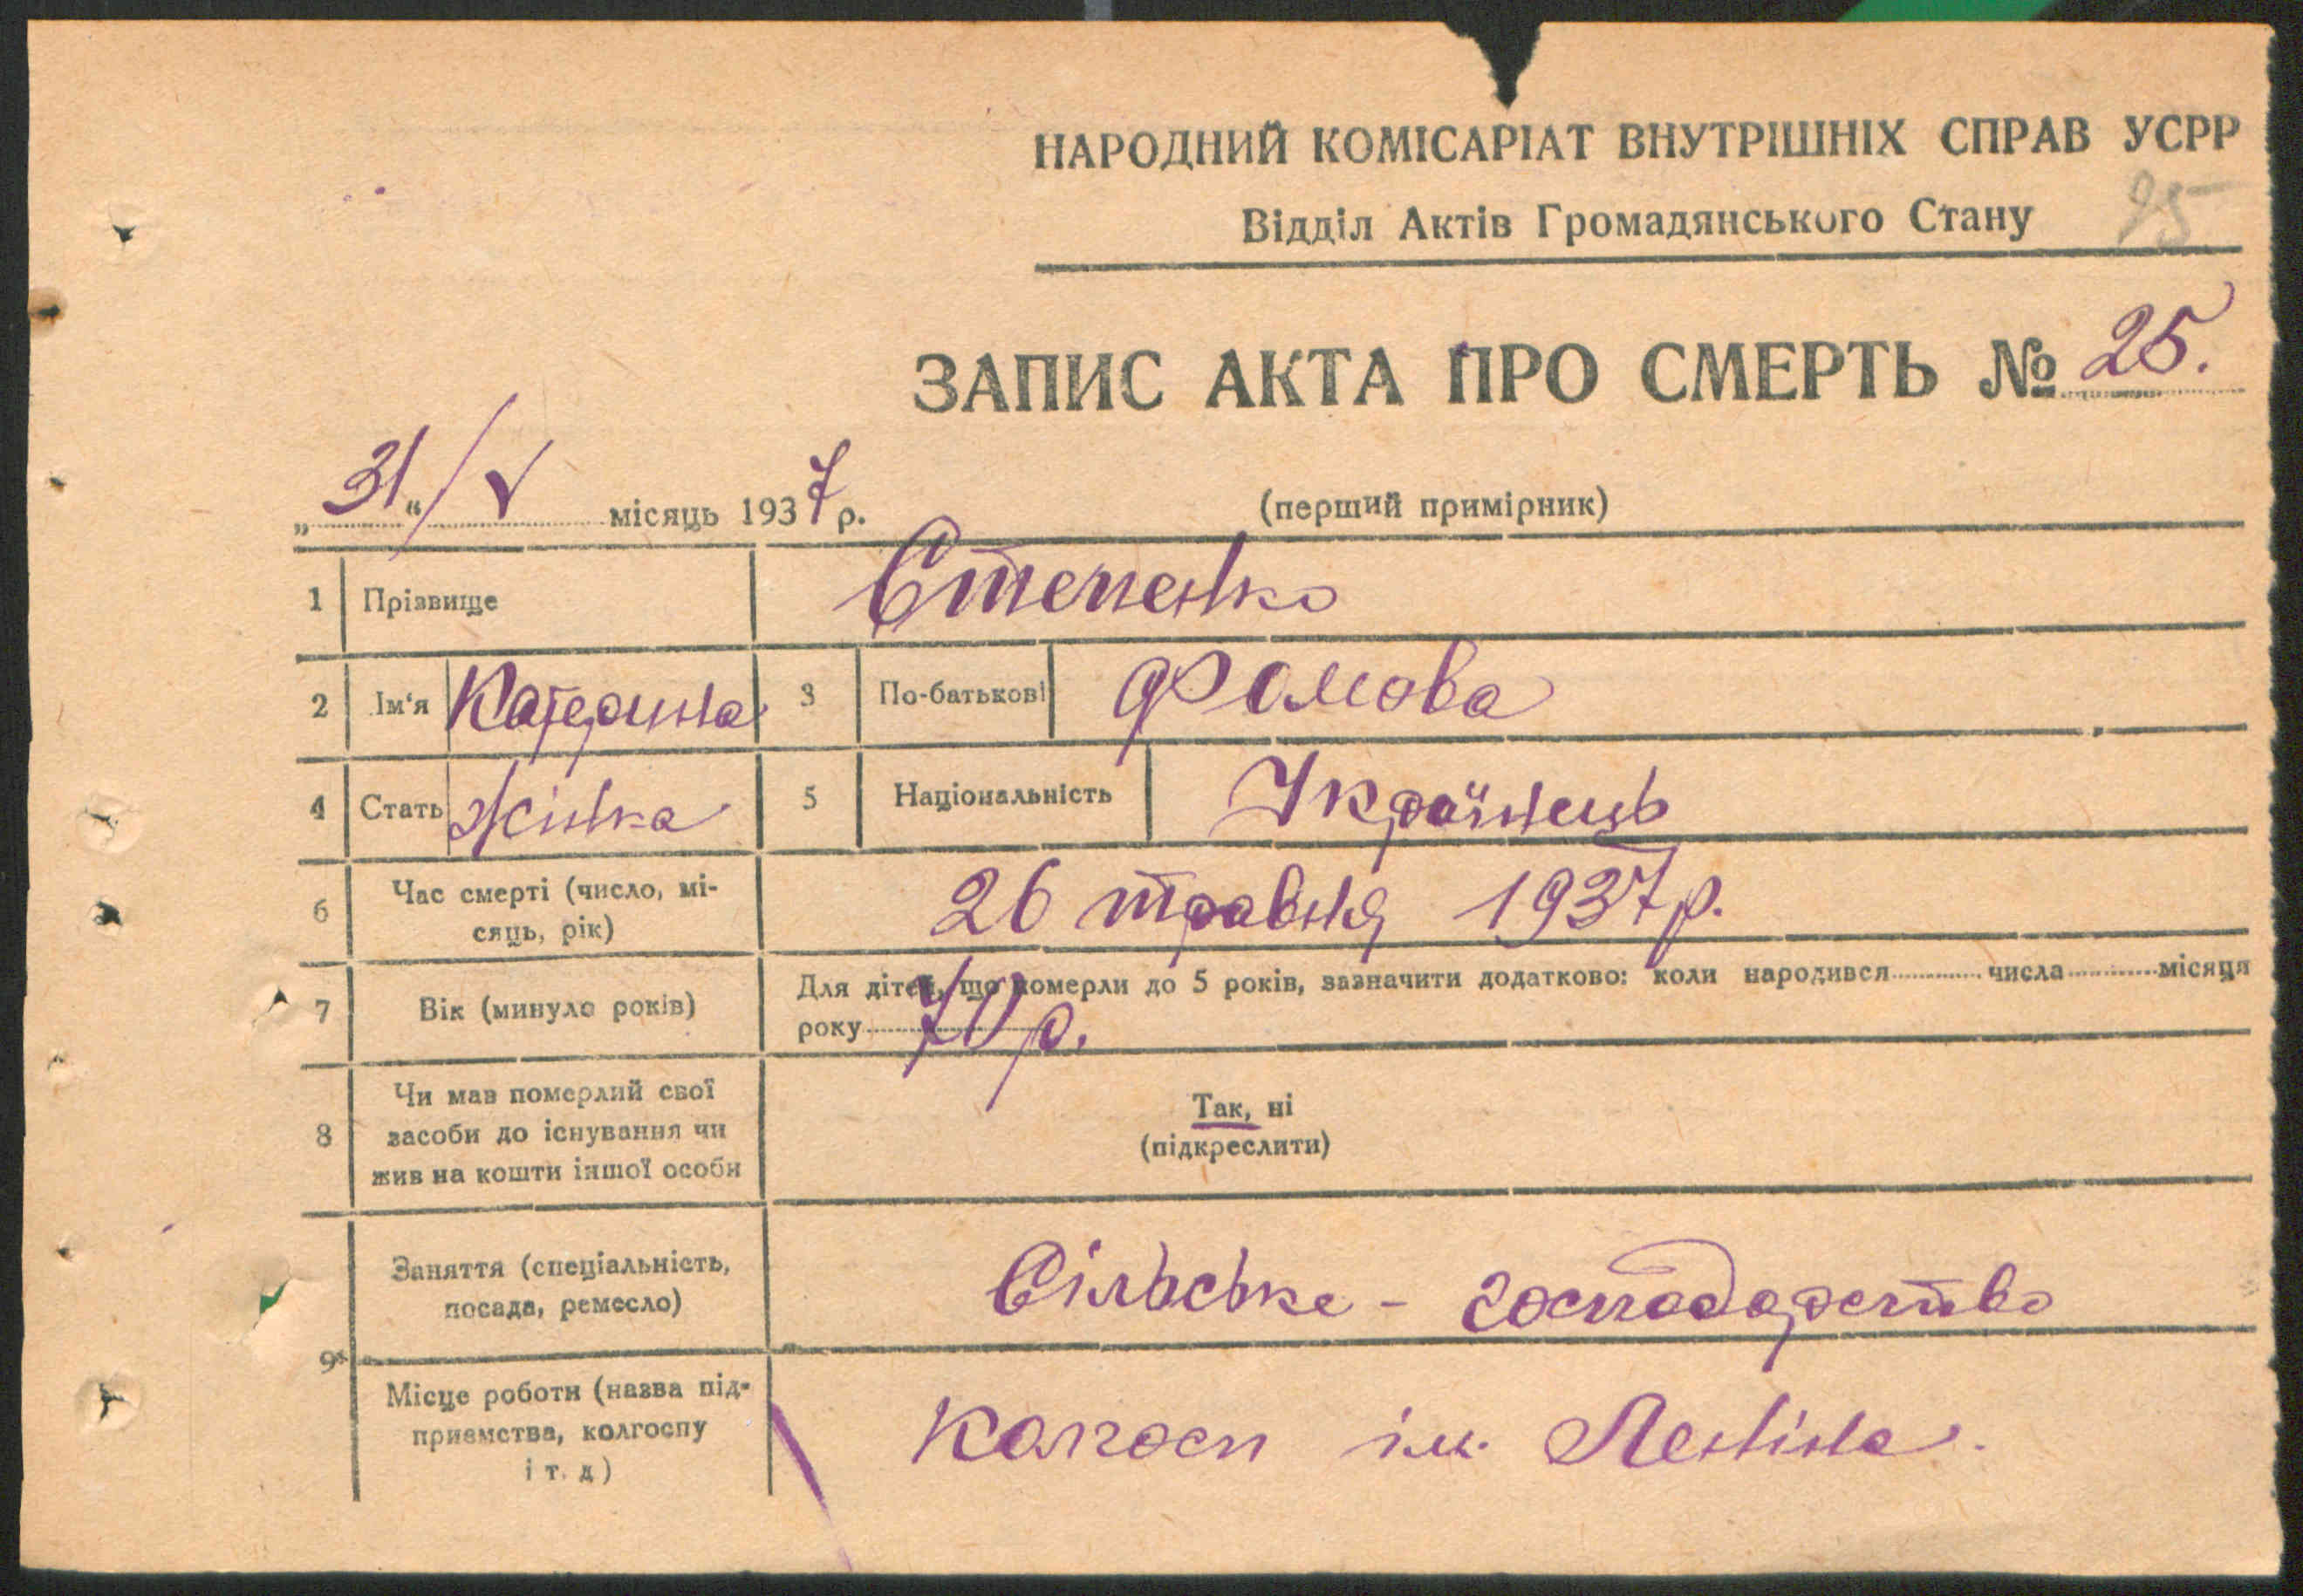 НАРОДНИЙ КОМІСАРІАТ ВНУТРІШНІХ СПРАВ УСРР
Відділ Актів Громадянського Стану 95
ЗАПИС АКТА ПРО СМЕРТЬ № 25.
„31“/V місяць 1937 р.
(перший примірник)
1 Прізвище Степенко
2 Ім‘я Катерина 3 По-батькові Фомова
4 Стать жінка 5 Національність Українець
6 Час смерті (число, мі-
сяць, рік) 26 травня 1937 р.
7 Вік (минуло років) Для дітей, що померли до 5 років, зазначити додатково: коли народився числа місяця
року 70 р.
8 Чи мав померлий свої
засоби до існування чи
жив на кошти іншої особи
Так, ні
(підкреслити)
9 Заняття (спеціальність,
посада, ремесло) Сільське - господарство
Місце роботи (назва під-
приємства, колгоспу
і т. д) Колгосп ім. Леніна.